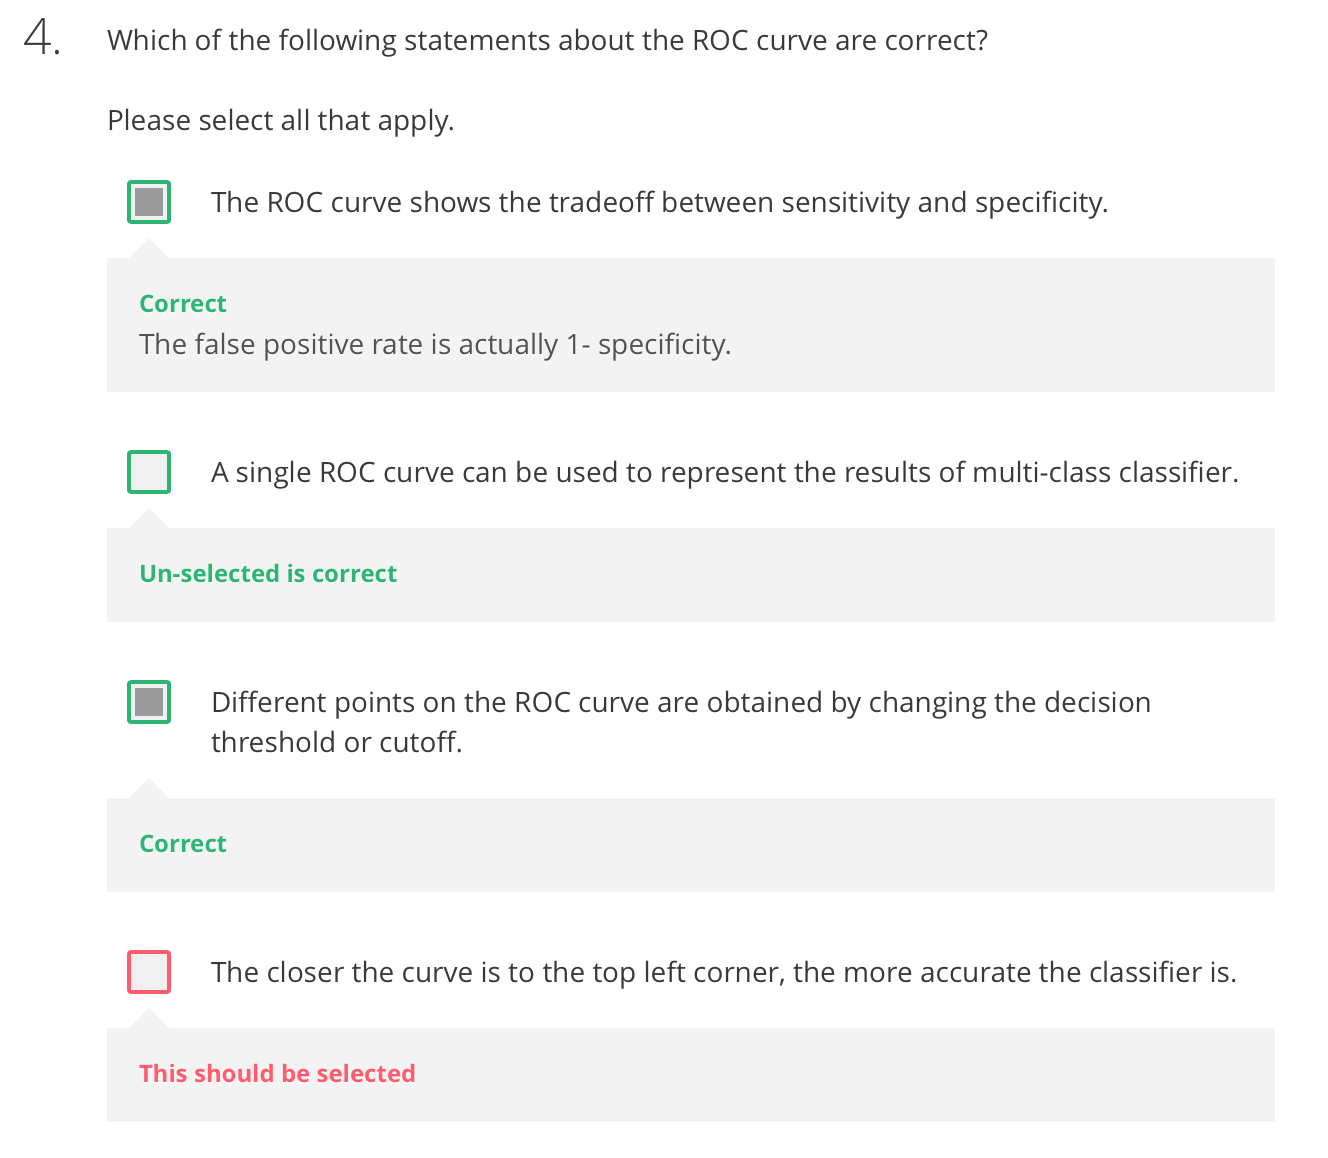 4. Which of the following statements about the ROC curve are correct?
Please select all that apply.
The ROC curve shows the tradeoff between sensitivity and specificity.
Correct
The false positive rate is actually 1- specificity.
A single ROC curve can be used to represent the results of multi-class classifier.
Un-selected is correct
Different points on the ROC curve are obtained by changing the decision
threshold or cutoff.
Correct
The closer the curve is to the top left corner, the more accurate the classifier is.
This should be selected